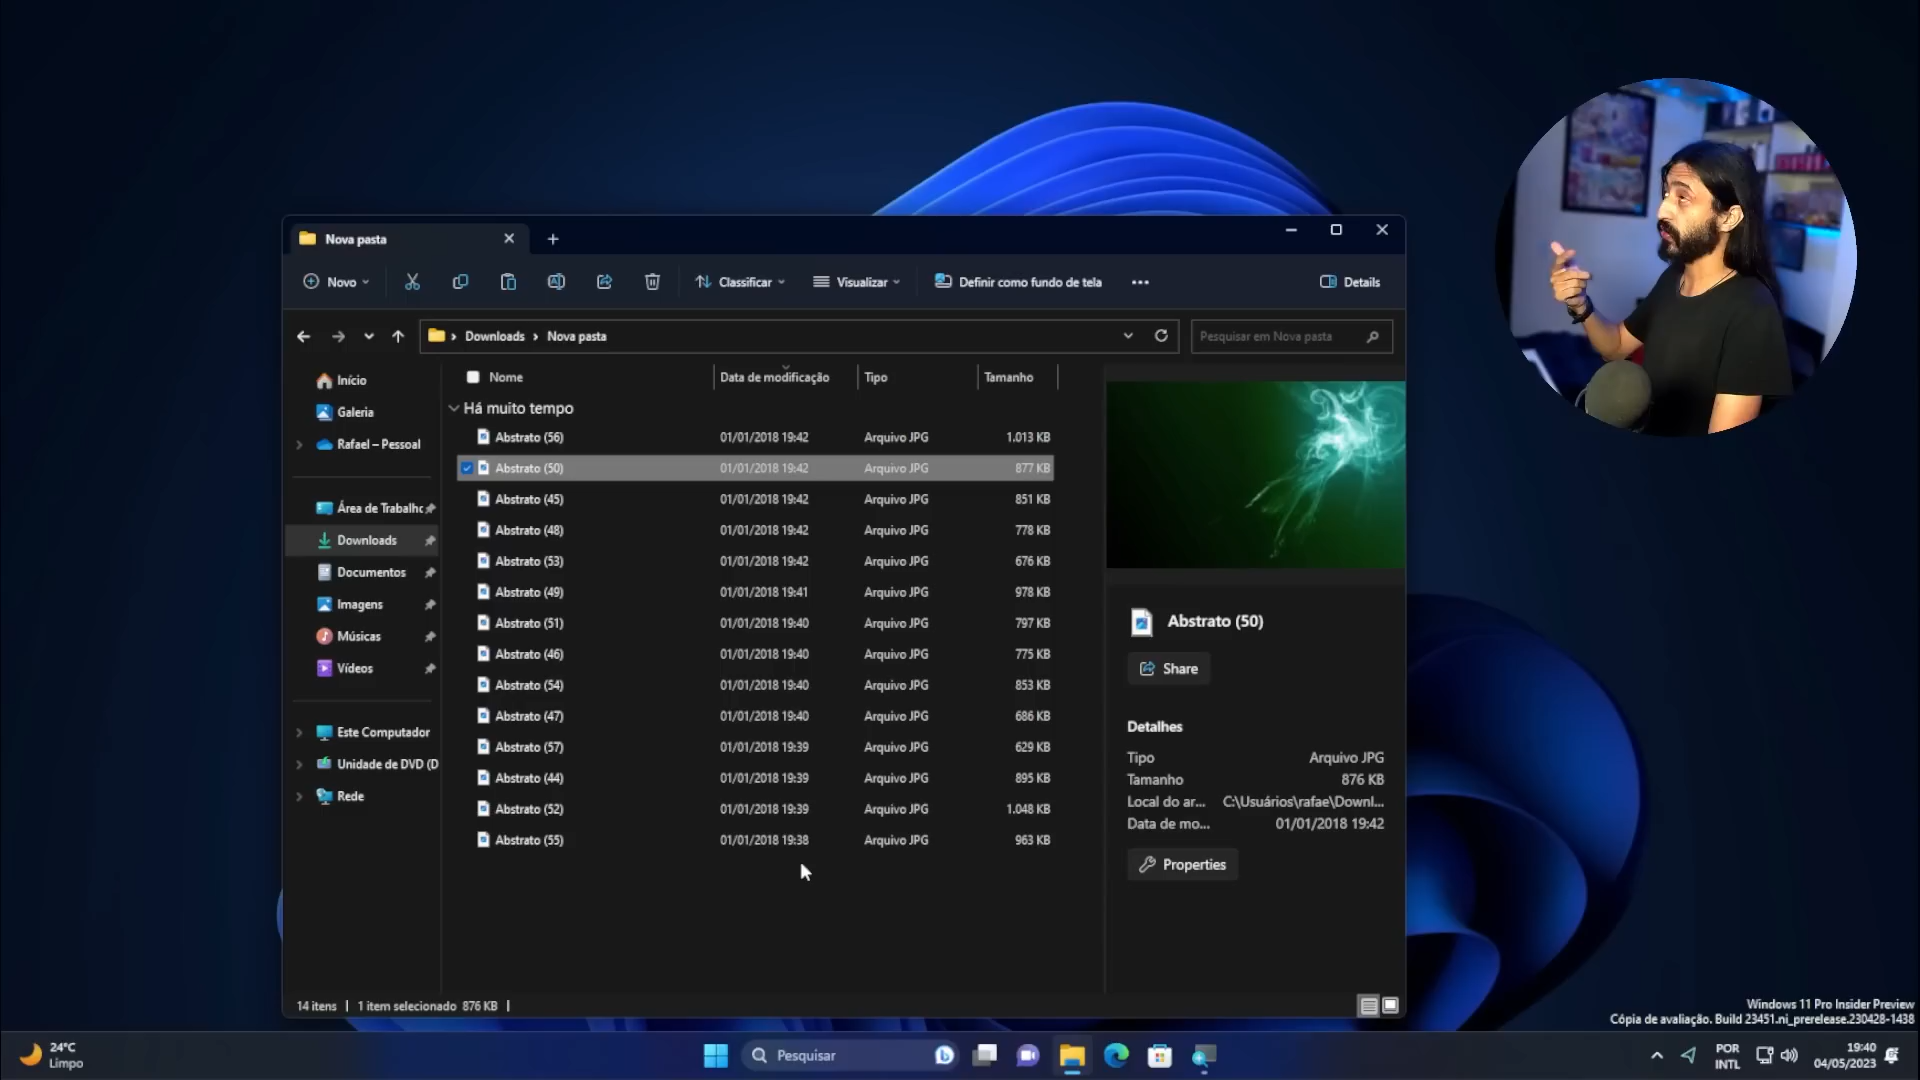 Nova pasta
Novo
Classificar
Visualizar
Definir como fundo de tela
Details
Downloads > Nova pasta
Pesquisar em Nova pasta
Início
Galeria
Rafael – Pessoal
Área de Trabalho
Downloads
Documentos
Imagens
Músicas
Vídeos
Este Computador
Unidade de DVD (D
Rede
Nome Data de modificação Tipo Tamanho
Há muito tempo
Abstrato (56) 01/01/2018 19:42 Arquivo JPG 1.013 KB
Abstrato (50) 01/01/2018 19:42 Arquivo JPG 877 KB
Abstrato (45) 01/01/2018 19:42 Arquivo JPG 851 KB
Abstrato (48) 01/01/2018 19:42 Arquivo JPG 778 KB
Abstrato (53) 01/01/2018 19:42 Arquivo JPG 676 KB
Abstrato (49) 01/01/2018 19:41 Arquivo JPG 978 KB
Abstrato (51) 01/01/2018 19:40 Arquivo JPG 797 KB
Abstrato (46) 01/01/2018 19:40 Arquivo JPG 775 KB
Abstrato (54) 01/01/2018 19:40 Arquivo JPG 853 KB
Abstrato (47) 01/01/2018 19:40 Arquivo JPG 686 KB
Abstrato (57) 01/01/2018 19:39 Arquivo JPG 629 KB
Abstrato (44) 01/01/2018 19:39 Arquivo JPG 895 KB
Abstrato (52) 01/01/2018 19:39 Arquivo JPG 1.048 KB
Abstrato (55) 01/01/2018 19:38 Arquivo JPG 963 KB
Abstrato (50)
Share
Detalhes
Tipo Arquivo JPG
Tamanho 876 KB
Local do ar... C:\Usuários\rafae\Downl...
Data de mo... 01/01/2018 19:42
Properties
14 itens | 1 item selecionado 876 KB |
Windows 11 Pro Insider Preview
Cópia de avaliação. Build 23451.ni_prerelease.230428-1438
24°C
Limpo
Pesquisar
POR
INTL
19:40
04/05/2023